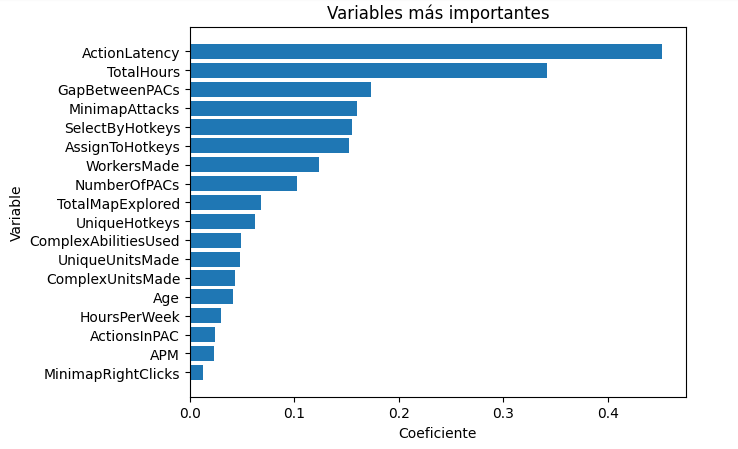 Variables más importantes
ActionLatency
TotalHours
GapBetweenPACs
MinimapAttacks
SelectByHotkeys
AssignToHotkeys
WorkersMade
NumberOfPACs
TotalMapExplored
UniqueHotkeys
ComplexAbilitiesUsed
UniqueUnitsMade
ComplexUnitsMade
Age
HoursPerWeek
ActionsInPAC
APM
MinimapRightClicks
Variable
0.0 0.1 0.2 0.3 0.4
Coeficiente